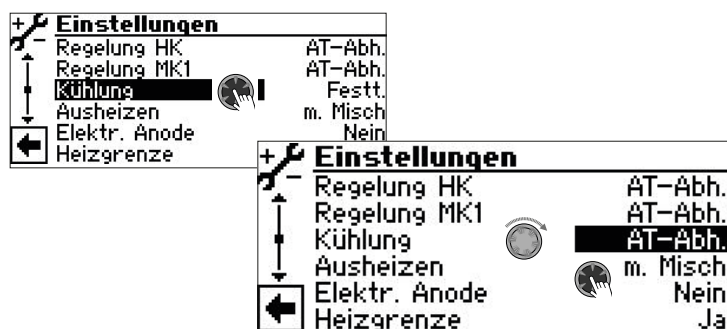 Einstellungen
Regelung HK AT-Abh.
Regelung MK1 AT-Abh.
Kühlung Festt.
Ausheizen m. Misch
Elektr. Anode Nein
Heizgrenze
Einstellungen
Regelung HK AT-Abh.
Regelung MK1 AT-Abh.
Kühlung AT-Abh.
Ausheizen m. Misch
Elektr. Anode Nein
Heizgrenze Ja